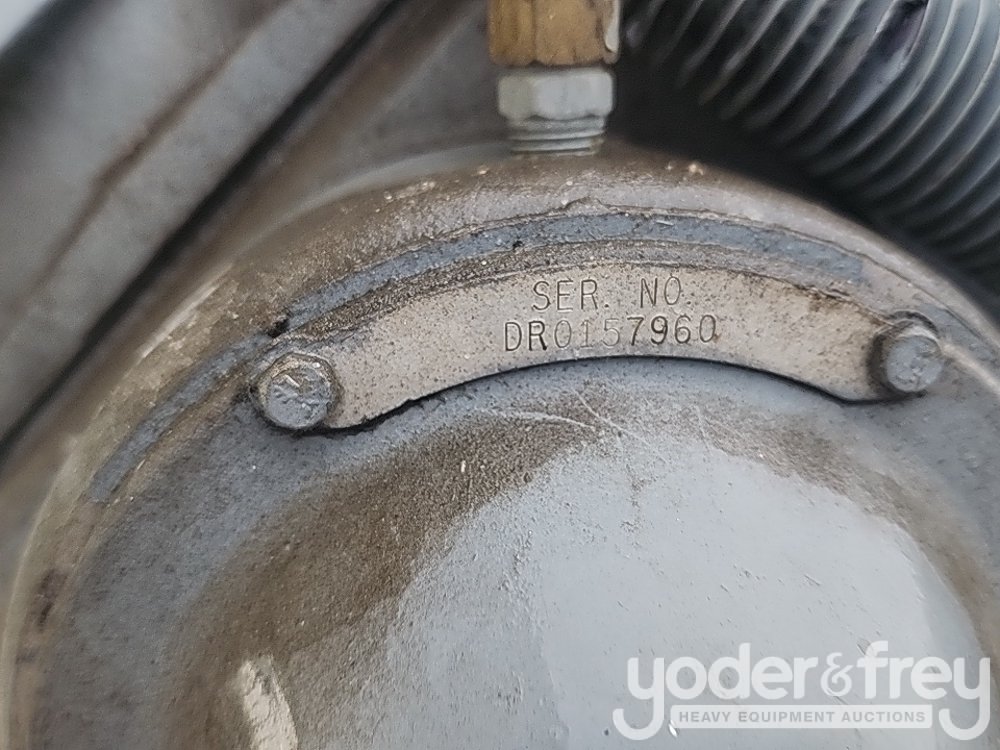 SER. NO.
DR0157960
yoder&frey
HEAVY EQUIPMENT AUCTIONS